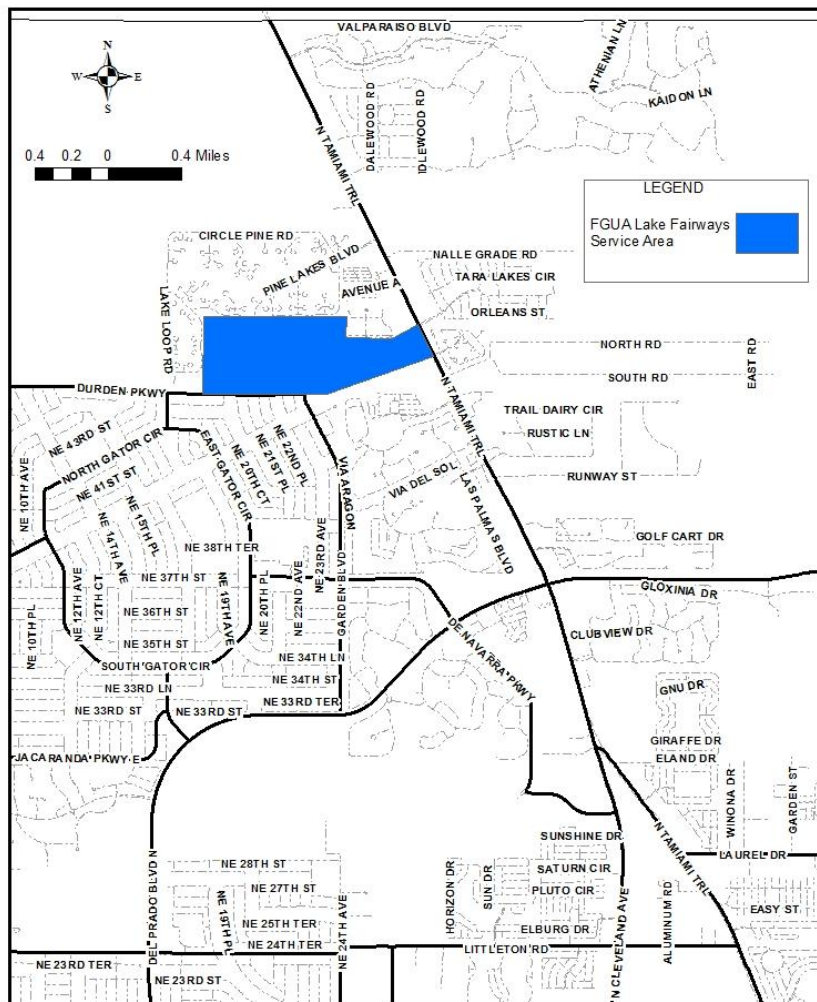 VALPARAISO BLVD
ATHENIAN LN
KAIDON LN
N
W
E
S
DALEWOOD RD
IDLEWOOD RD
N TAMIAMI TRL
0.4 0.2 0 0.4 Miles
LEGEND
FGUA Lake Fairways
Service Area
CIRCLE PINE RD
PINE LAKES BLVD
NALLE GRADE RD
TARA LAKES CIR
AVENUE A
ORLEANS ST
LAKE LOOP RD
NORTH RD
EAST RD
SOUTH RD
DURDEN PKWY
N TAMIAMI TRL
TRAIL DAIRY CIR
RUSTIC LN
NE 43RD ST
NORTH GATOR CIR
NE 41ST ST
EAST GATOR CIR
NE 20TH CT
NE 21ST PL
NE 22ND PL
VIA ARAGON
VIA DEL SOL
LAS PALMAS BLVD
RUNWAY ST
NE 10TH AVE
NE 15TH PL
NE 14TH AVE
NE 38TH TER
NE 23RD AVE
GOLF CART DR
NE 37TH ST
NE 12TH AVE
NE 12TH CT
NE 19TH AVE
NE 20TH PL
NE 22ND AVE
GARDEN BLVD
GLOXINIA DR
NE 36TH ST
NE 10TH PL
NE 35TH ST
DE NAVARRA PKWY
CLUBVIEW DR
SOUTH GATOR CIR
NE 34TH LN
NE 34TH ST
NE 33RD LN
NE 33RD TER
NE 33RD ST
NE 33RD ST
GNU DR
GIRAFFE DR
ELAND DR
JACARANDA PKWY E
WINONA DR
GARDEN ST
N TAMIAMI TRL
SUNSHINE DR
LAUREL DR
DEL PRADO BLVD N
NE 28TH ST
NE 27TH ST
NE 19TH PL
NE 25TH TER
NE 24TH TER
NE 24TH AVE
HORIZON DR
SUN DR
SATURN CIR
PLUTO CIR
ELBURG DR
LITTLETON RD
N CLEVELAND AVE
ALUMINUM RD
EASY ST
NE 23RD TER
NE 23RD ST